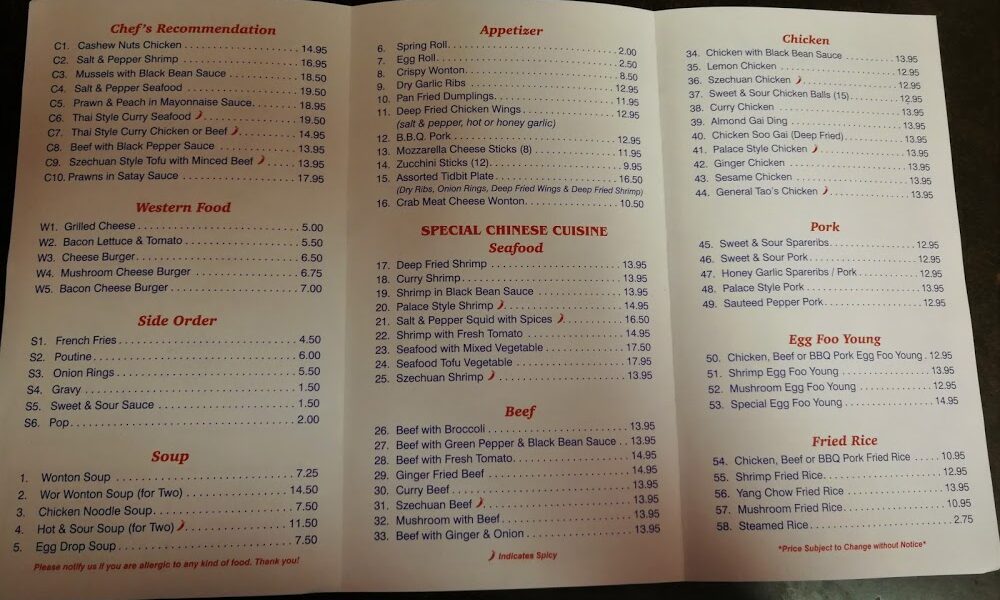 Chef's Recommendation
C1. Cashew Nuts Chicken 14.95
C2. Salt & Pepper Shrimp 16.95
C3. Mussels with Black Bean Sauce 18.50
C4. Salt & Pepper Seafood 19.50
C5. Prawn & Peach in Mayonnaise Sauce 18.95
C6. Thai Style Curry Seafood 19.50
C7. Thai Style Curry Chicken or Beef 14.95
C8. Beef with Black Pepper Sauce 13.95
C9. Szechuan Style Tofu with Minced Beef 13.95
C10. Prawns in Satay Sauce 17.95
Western Food
W1. Grilled Cheese 5.00
W2. Bacon Lettuce & Tomato 5.50
W3. Cheese Burger 6.50
W4. Mushroom Cheese Burger 6.75
W5. Bacon Cheese Burger 7.00
Side Order
S1. French Fries 4.50
S2. Poutine 6.00
S3. Onion Rings 5.50
S4. Gravy 1.50
S5. Sweet & Sour Sauce 1.50
S6. Pop 2.00
Soup
1. Wonton Soup 7.25
2. Wor Wonton Soup (for Two) 14.50
3. Chicken Noodle Soup 7.50
4. Hot & Sour Soup (for Two) 11.50
5. Egg Drop Soup 7.50
Please notify us if you are allergic to any kind of food. Thank you!
Appetizer
6. Spring Roll 2.00
7. Egg Roll 2.50
8. Crispy Wonton 8.50
9. Dry Garlic Ribs 12.95
10. Pan Fried Dumplings 11.95
11. Deep Fried Chicken Wings 12.95
(salt & pepper, hot or honey garlic)
12. B.B.Q. Pork 12.95
13. Mozzarella Cheese Sticks (8) 11.95
14. Zucchini Sticks (12) 9.95
15. Assorted Tidbit Plate 16.50
(Dry Ribs, Onion Rings, Deep Fried Wings & Deep Fried Shrimp)
16. Crab Meat Cheese Wonton 10.50
SPECIAL CHINESE CUISINE
Seafood
17. Deep Fried Shrimp 13.95
18. Curry Shrimp 13.95
19. Shrimp in Black Bean Sauce 13.95
20. Palace Style Shrimp 14.95
21. Salt & Pepper Squid with Spices 16.50
22. Shrimp with Fresh Tomato 14.95
23. Seafood with Mixed Vegetable 17.50
24. Seafood Tofu Vegetable 17.95
25. Szechuan Shrimp 13.95
Beef
26. Beef with Broccoli 13.95
27. Beef with Green Pepper & Black Bean Sauce 13.95
28. Beef with Fresh Tomato 14.95
29. Ginger Fried Beef 14.95
30. Curry Beef 13.95
31. Szechuan Beef 13.95
32. Mushroom with Beef 13.95
33. Beef with Ginger & Onion 13.95
Indicates Spicy
Chicken
34. Chicken with Black Bean Sauce 13.95
35. Lemon Chicken 12.95
36. Szechuan Chicken 12.95
37. Sweet & Sour Chicken Balls (15) 12.95
38. Curry Chicken 13.95
39. Almond Gai Ding 13.95
40. Chicken Soo Gai (Deep Fried) 13.95
41. Palace Style Chicken 13.95
42. Ginger Chicken 13.95
43. Sesame Chicken 13.95
44. General Tao's Chicken 13.95
Pork
45. Sweet & Sour Spareribs 12.95
46. Sweet & Sour Pork 12.95
47. Honey Garlic Spareribs / Pork 12.95
48. Palace Style Pork 13.95
49. Sauteed Pepper Pork 12.95
Egg Foo Young
50. Chicken, Beef or BBQ Pork Egg Foo Young 12.95
51. Shrimp Egg Foo Young 13.95
52. Mushroom Egg Foo Young 12.95
53. Special Egg Foo Young 14.95
Fried Rice
54. Chicken, Beef or BBQ Pork Fried Rice 10.95
55. Shrimp Fried Rice 12.95
56. Yang Chow Fried Rice 13.95
57. Mushroom Fried Rice 10.95
58. Steamed Rice 2.75
*Price Subject to Change without Notice*